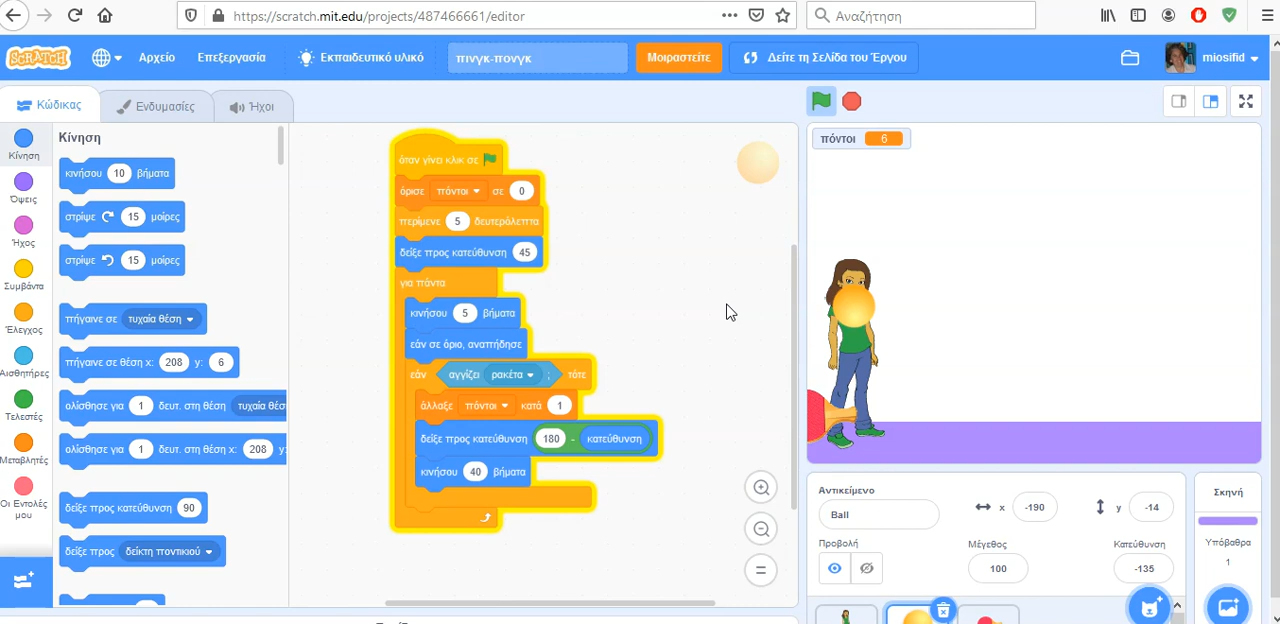 https://scratch.mit.edu/projects/487466661/editor
Αναζήτηση
SCRATCH
Αρχείο
Επεξεργασία
Εκπαιδευτικό υλικό
πινγκ-πονγκ
Μοιραστείτε
Δείτε τη Σελίδα του Έργου
miosifid
Κώδικας
Ενδυμασίες
Ήχοι
Κίνηση
Όψεις
Ήχος
Συμβάντα
Έλεγχος
Αισθητήρες
Τελεστές
Μεταβλητές
Οι Εντολές
μου
Κίνηση
κινήσου 10 βήματα
στρίψε 15 μοίρες
στρίψε 15 μοίρες
πήγαινε σε τυχαία θέση
πήγαινε σε θέση x: 208 y: 6
ολίσθησε για 1 δευτ. στη θέση τυχαία θέσ
ολίσθησε για 1 δευτ. στη θέση x: 208 y:
δείξε προς κατεύθυνση 90
δείξε προς δείκτη ποντικιού
όταν γίνει κλικ σε
όρισε πόντοι σε 0
περίμενε 5 δευτερόλεπτα
δείξε προς κατεύθυνση 45
για πάντα
κινήσου 5 βήματα
εάν σε όριο, αναπήδησε
εάν αγγίζει ρακέτα ; τότε
άλλαξε πόντοι κατά 1
δείξε προς κατεύθυνση 180 - κατεύθυνση
κινήσου 40 βήματα
πόντοι 6
Αντικείμενο
Ball
x -190
y -14
Προβολή
Μέγεθος
100
Κατεύθυνση
-135
Σκηνή
Υπόβαθρα
1